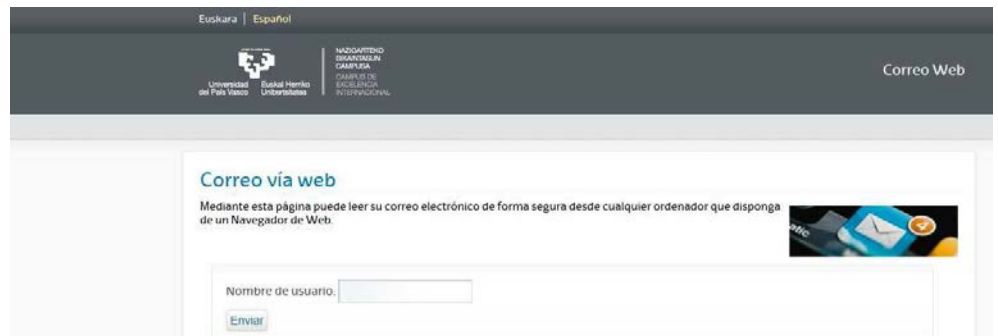 Euskara | Español
Universidad del País Vasco
Euskal Herriko Unibertsitatea
NAZIOARTEKO
BIKAINTASUN
CAMPUSA
CAMPUS DE
EXCELENCIA
INTERNACIONAL
Correo Web
Correo vía web
Mediante esta página puede leer su correo electrónico de forma segura desde cualquier ordenador que disponga
de un Navegador de Web.
4
Nombre de usuario:
Enviar